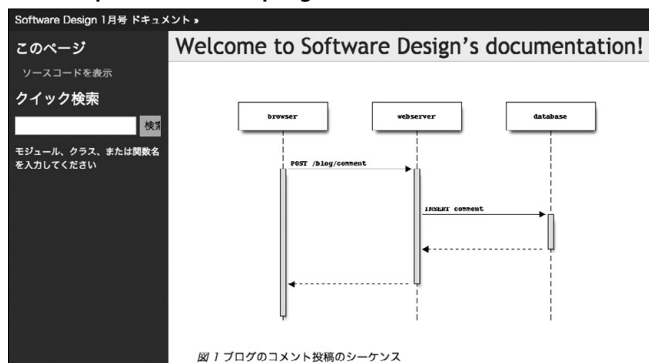 Software Design 1月号 ドキュメント »
このページ
ソースコードを表示
クイック検索
検索
モジュール、クラス、または関数名
を入力してください
Welcome to Software Design's documentation!
browser
webserver
database
POST /blog/comment
INSERT comment
図 1 ブログのコメント投稿のシーケンス